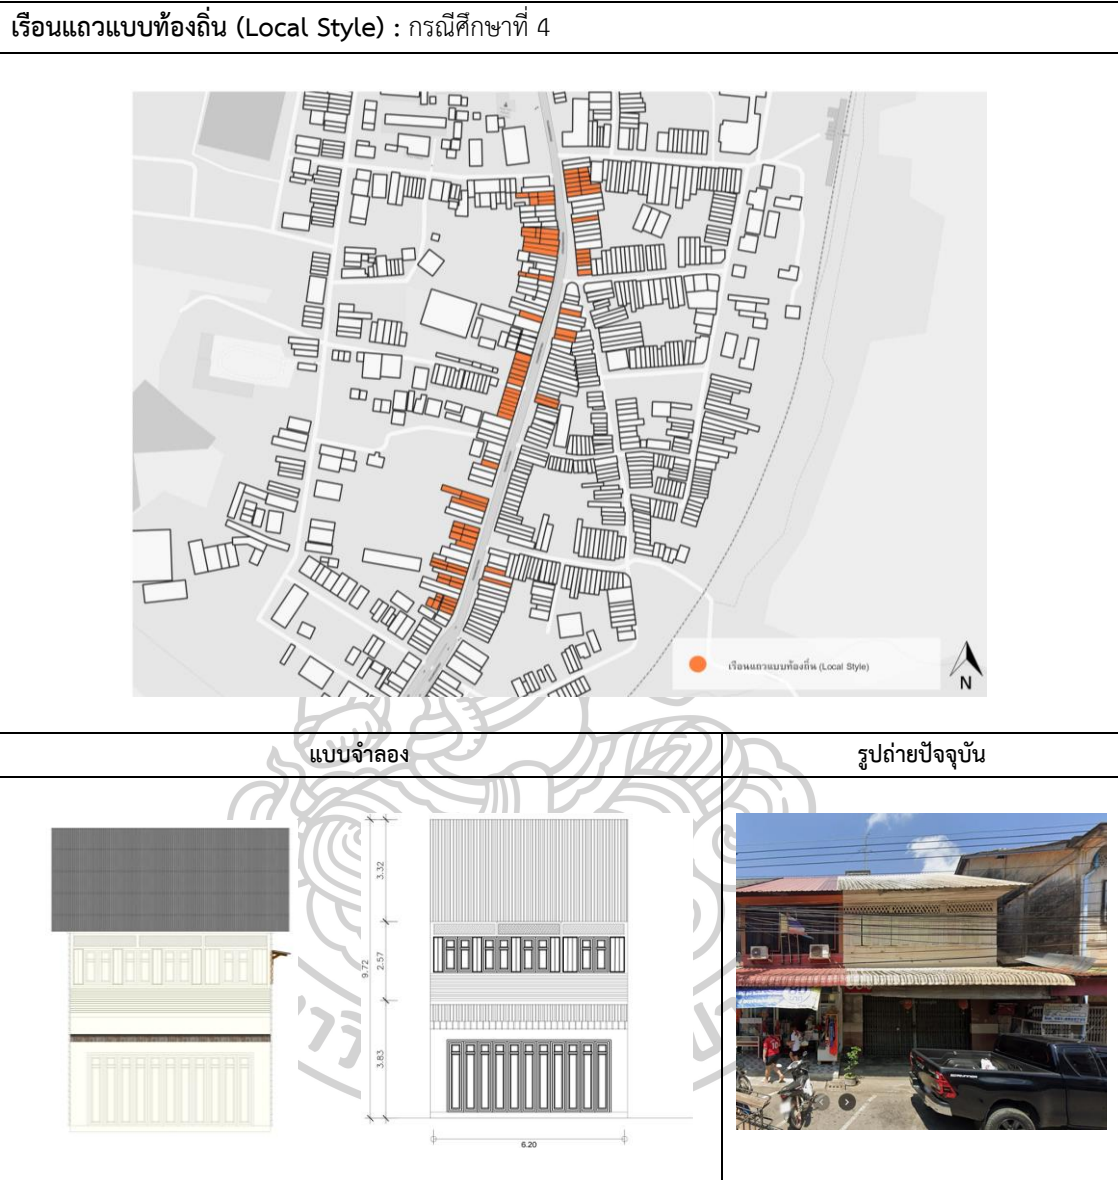 เรือนแถวแบบท้องถิ่น (Local Style) : กรณีศึกษาที่ 4
เรือนแถวแบบท้องถิ่น (Local Style)
N
แบบจำลอง
รูปถ่ายปัจจุบัน
3.32
2.57
9.72
3.83
6.20